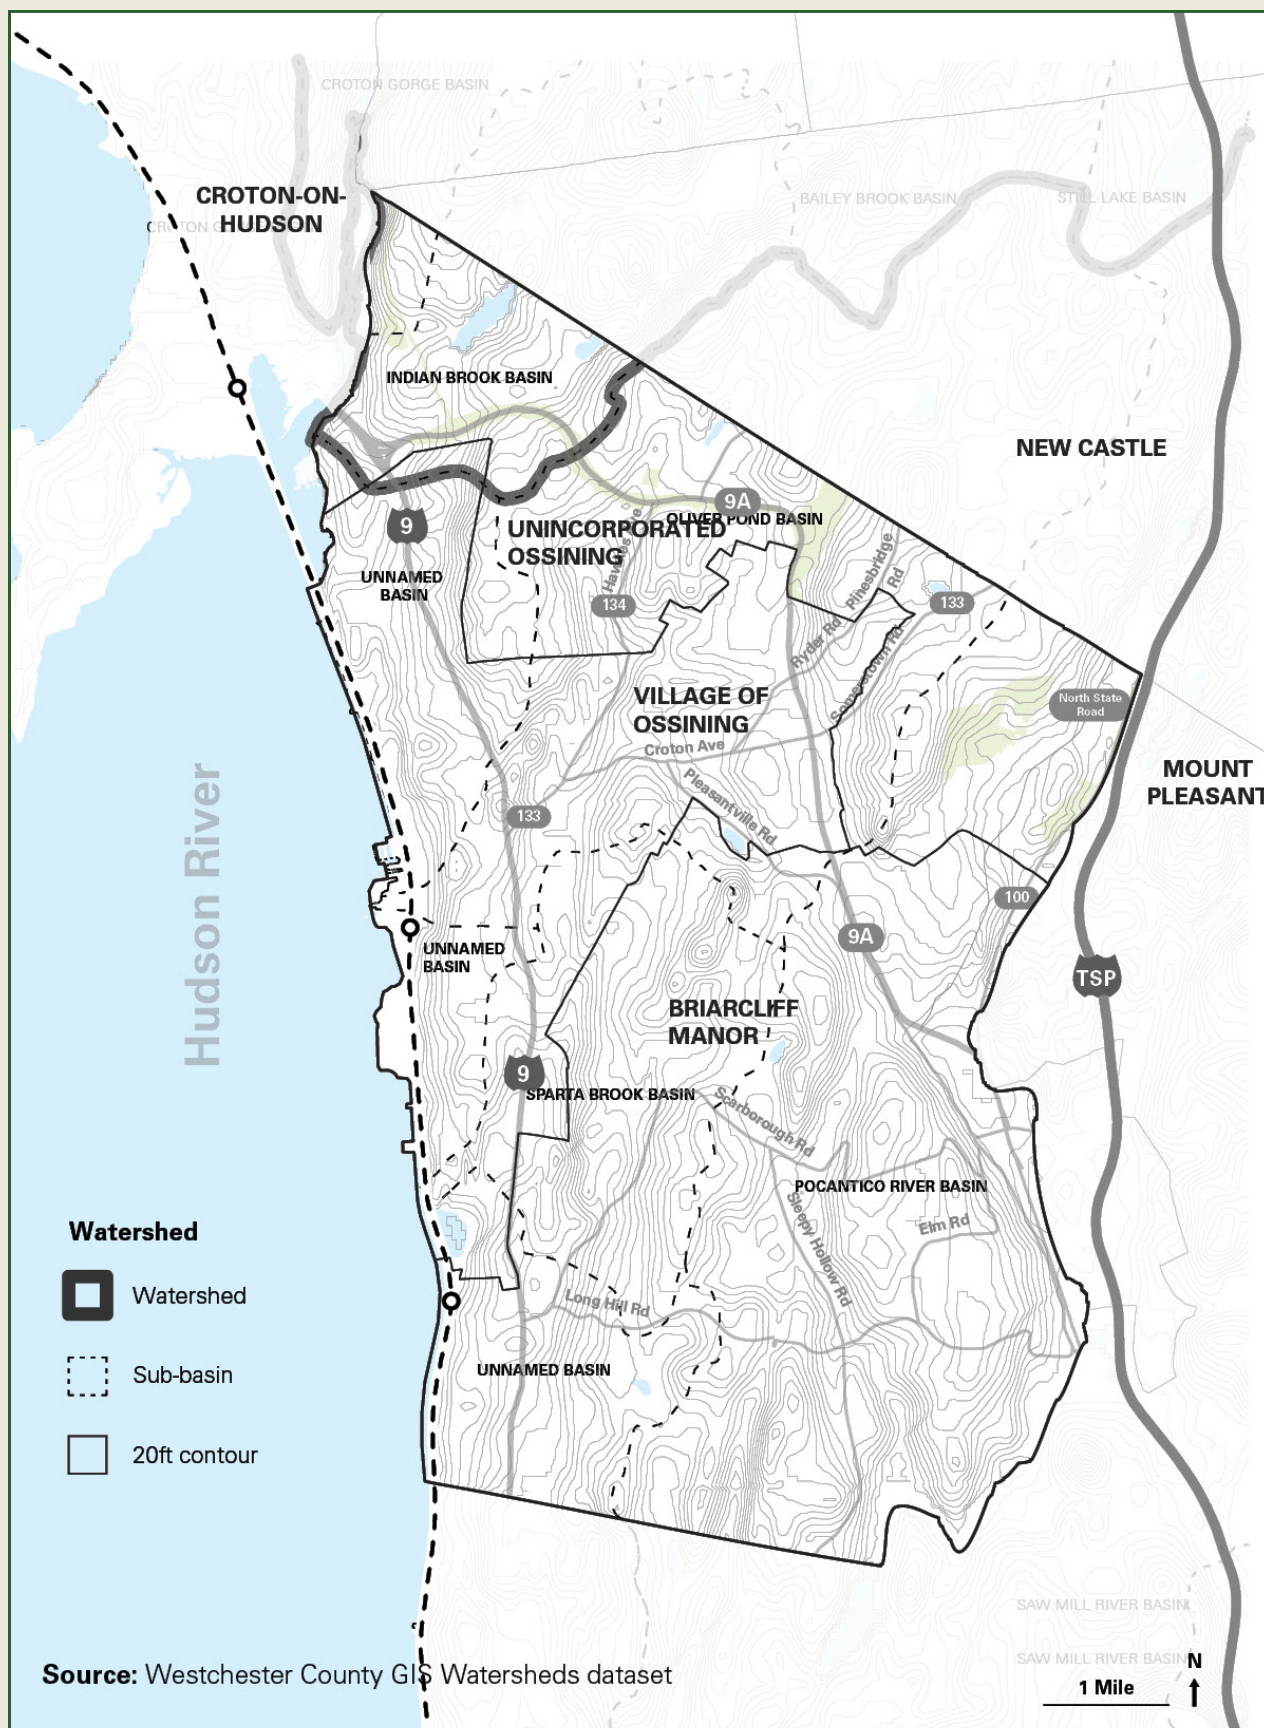 CROTON GORGE BASIN
CROTON-ON-
HUDSON
BAILEY BROOK BASIN
STILL LAKE BASIN
INDIAN BROOK BASIN
NEW CASTLE
9A
OLIVER POND BASIN
9
UNINCORPORATED
OSSINING
UNNAMED
BASIN
Pinesbridge
Rd
134
133
Ryder Rd
Somerstown Rd
VILLAGE OF
OSSINING
North State
Road
Croton Ave
MOUNT
PLEASANT
Pleasantville Rd
Hudson River
133
100
9A
UNNAMED
BASIN
TSP
BRIARCLIFF
MANOR
9
SPARTA BROOK BASIN
Scarborough Rd
POCANTICO RIVER BASIN
Sleepy Hollow Rd
Elm Rd
Watershed
Watershed
Long Hill Rd
Sub-basin
UNNAMED BASIN
20ft contour
SAW MILL RIVER BASIN
SAW MILL RIVER BASIN
Source: Westchester County GIS Watersheds dataset
1 Mile
N